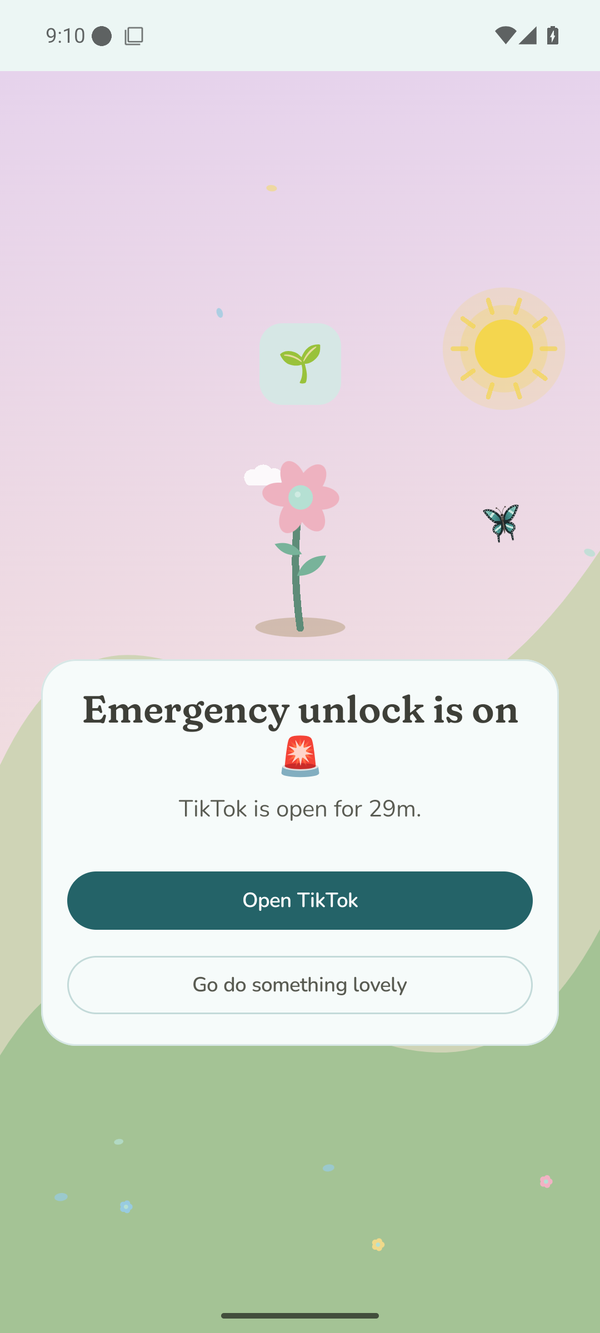 9:10
Emergency unlock is on
🚨
TikTok is open for 29m.
Open TikTok
Go do something lovely